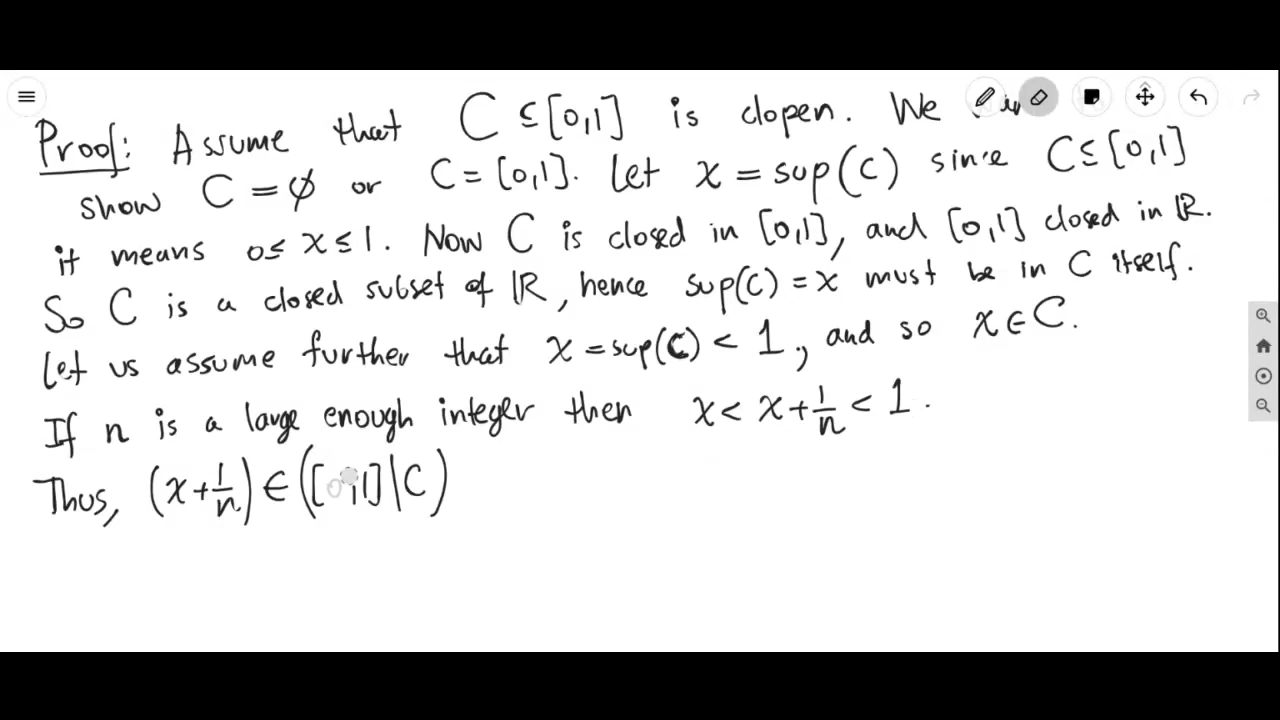 Proof: Assume that C ⊆ [0,1] is clopen. We
show C = ∅ or C = [0,1]. Let x = sup(C) since C ⊆ [0,1]
it means 0 ≤ x ≤ 1. Now C is closed in [0,1], and [0,1] closed in ℝ.
So C is a closed subset of ℝ, hence sup(C) = x must be in C itself.
Let us assume further that x = sup(C) < 1, and so x ∈ C.
If n is a large enough integer then x < x + 1/n < 1.
Thus, (x + 1/n) ∈ ([0,1] | C)